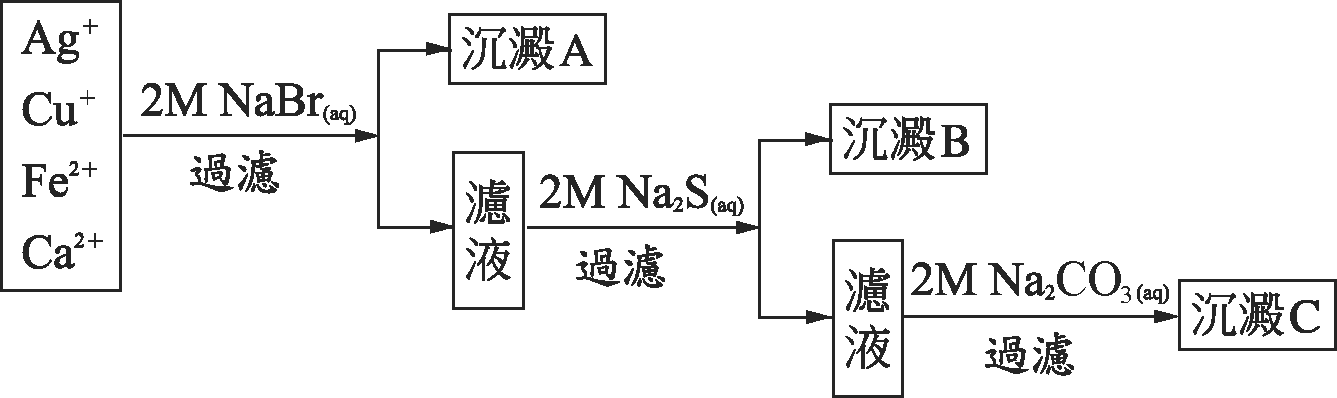 Ag⁺
Cu⁺
Fe²⁺
Ca²⁺
2M NaBr(aq)
過濾
沉澱A
濾液
2M Na₂S(aq)
過濾
沉澱B
濾液
2M Na₂CO₃(aq)
過濾
沉澱C